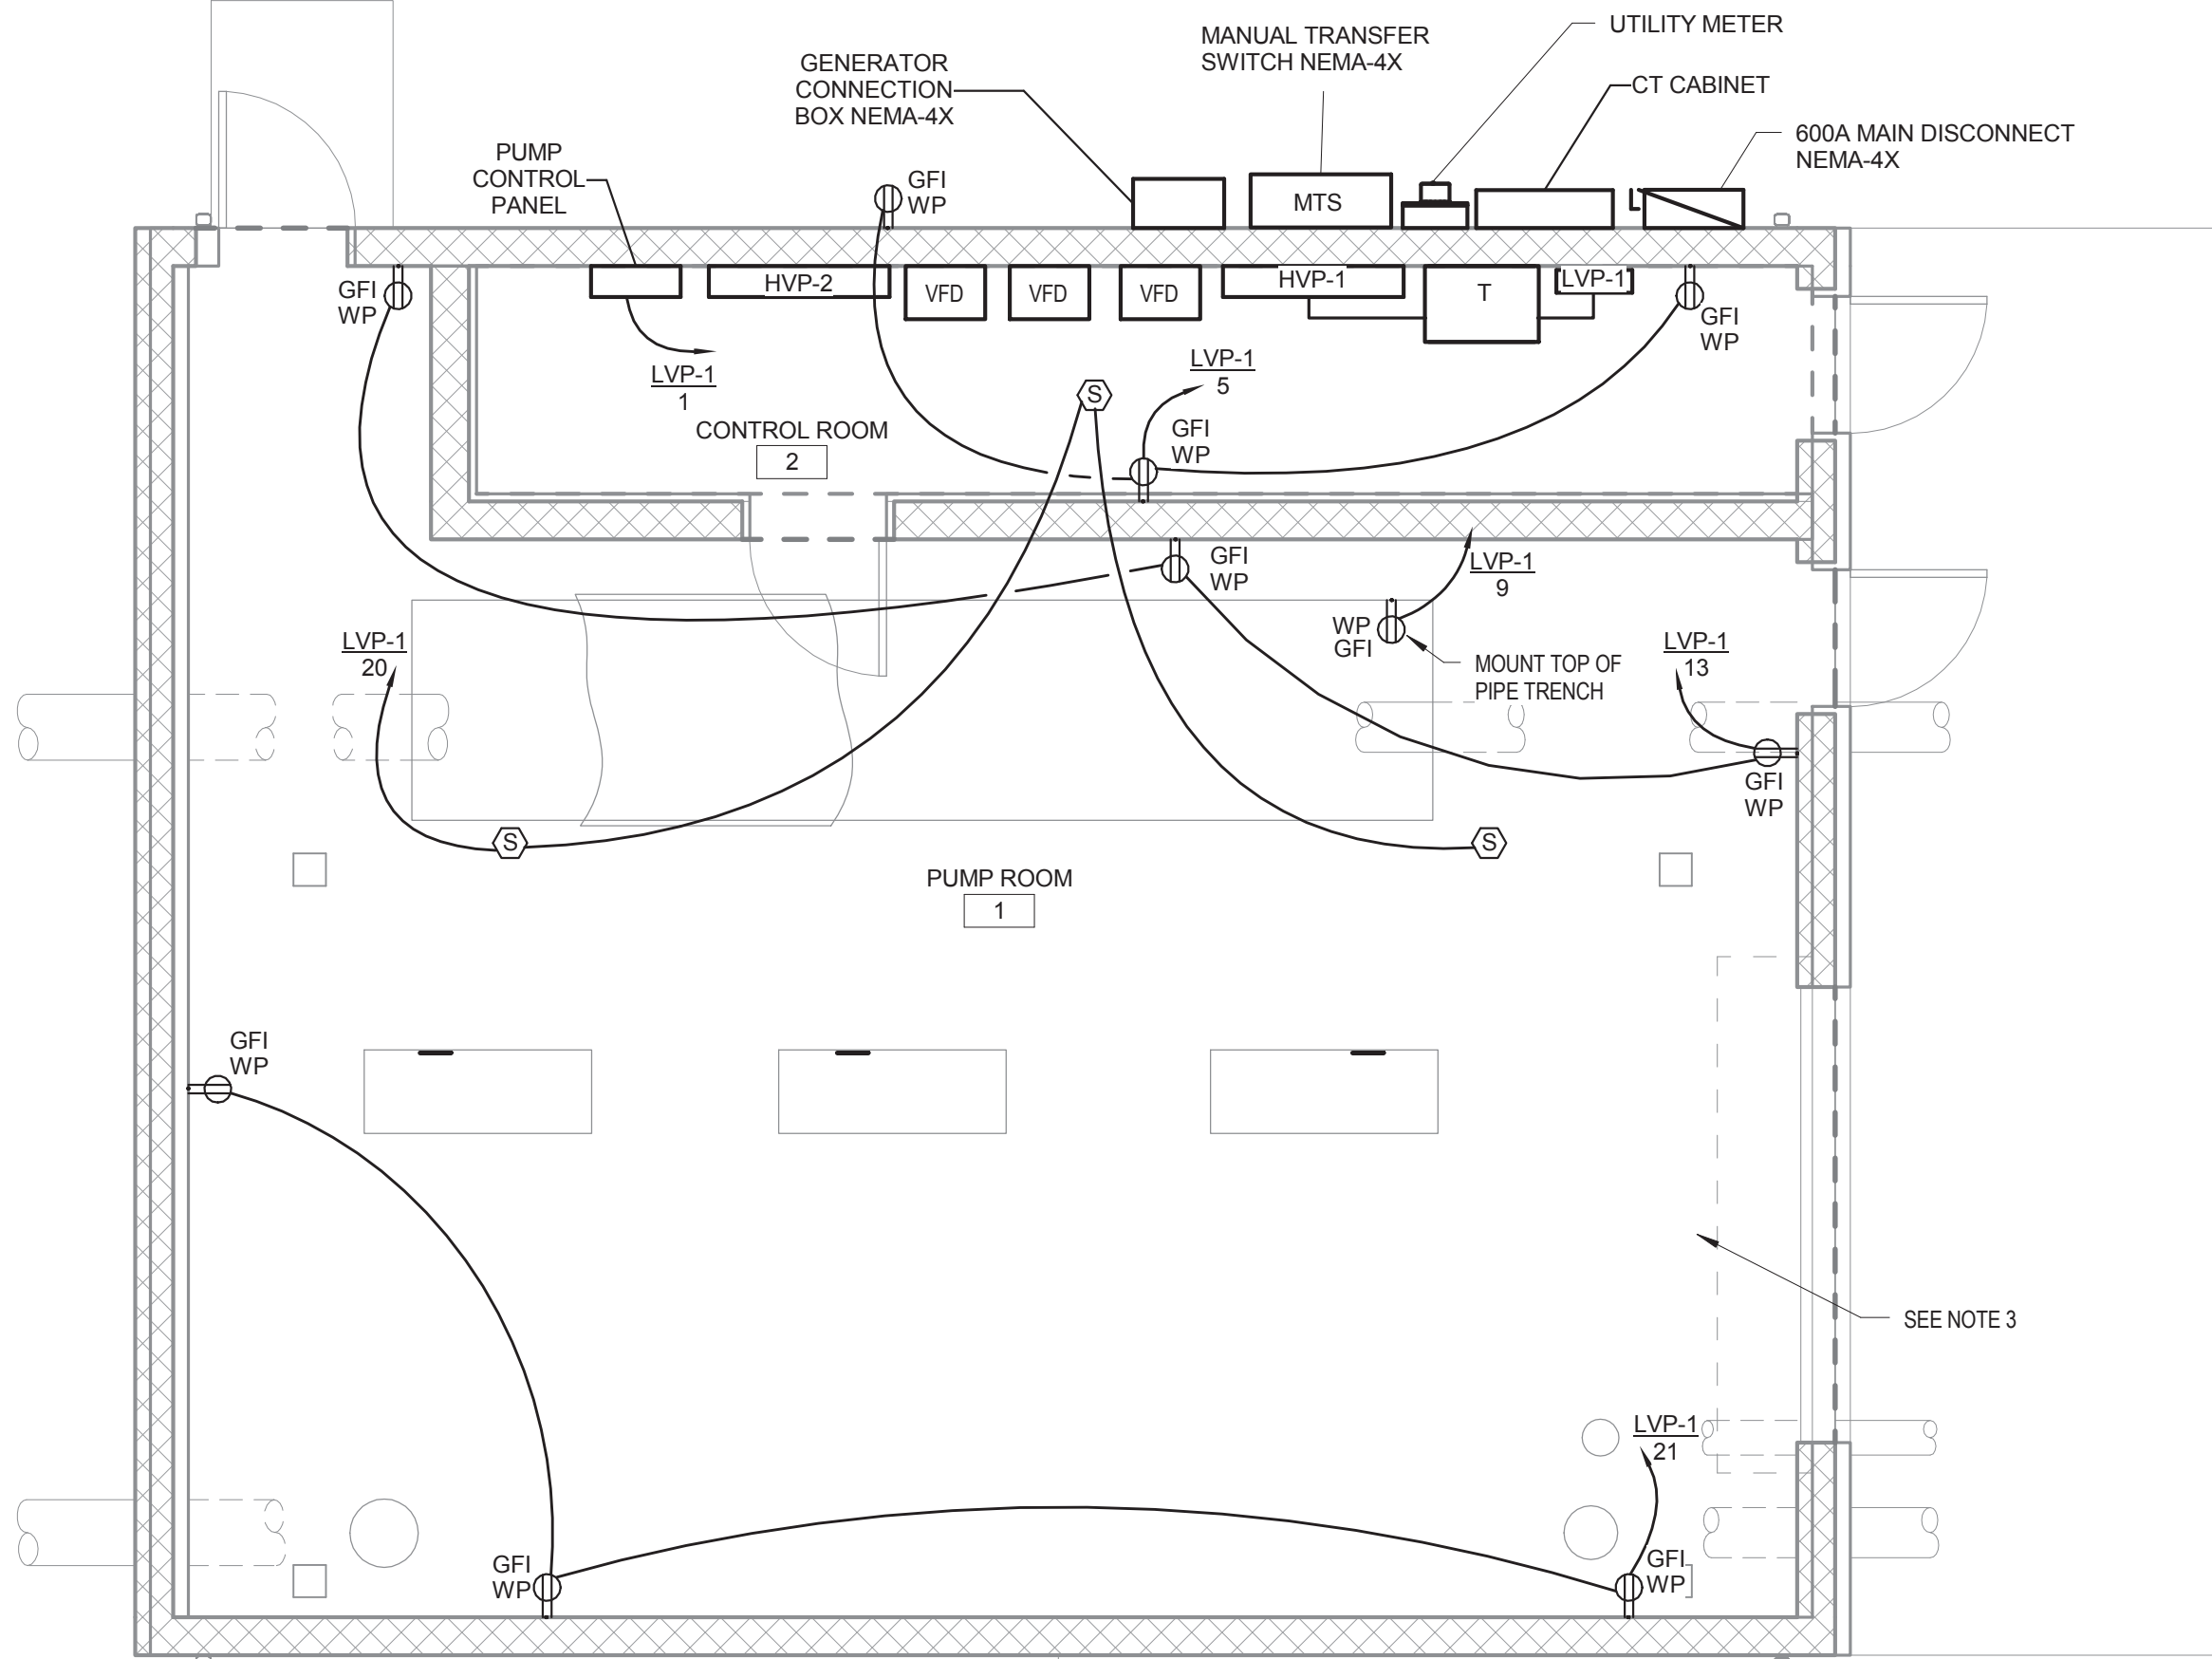 UTILITY METER
MANUAL TRANSFER
SWITCH NEMA-4X
GENERATOR
CONNECTION
BOX NEMA-4X
CT CABINET
600A MAIN DISCONNECT
NEMA-4X
PUMP
CONTROL
PANEL
GFI
WP
MTS
GFI
WP
HVP-2
VFD
VFD
VFD
HVP-1
T
LVP-1
GFI
WP
LVP-1
1
LVP-1
5
S
CONTROL ROOM
2
GFI
WP
GFI
WP
LVP-1
9
WP
GFI
MOUNT TOP OF
PIPE TRENCH
LVP-1
20
LVP-1
13
GFI
WP
S
S
PUMP ROOM
1
GFI
WP
SEE NOTE 3
LVP-1
21
GFI
WP
GFI
WP